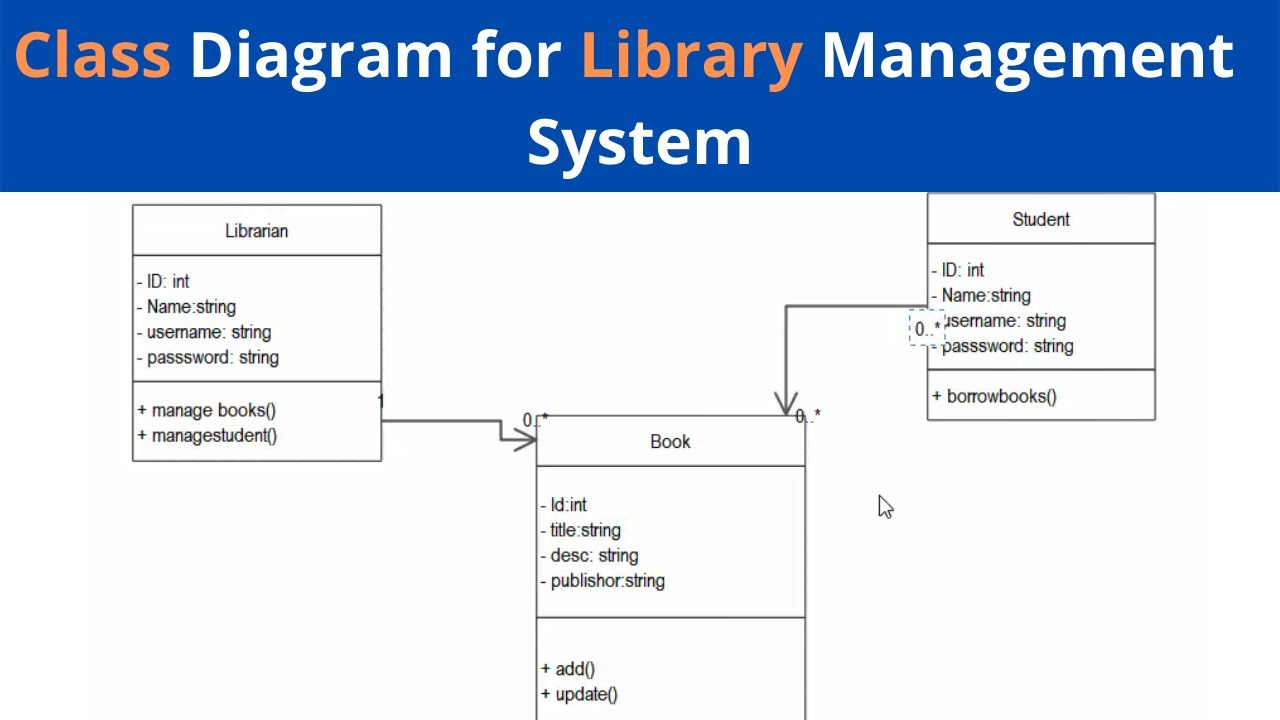 Class Diagram for Library Management
System
Librarian
- ID: int
- Name:string
- username: string
- passsword: string
+ manage books()
+ managestudent()
1
0..*
Student
- ID: int
- Name:string
- username: string
- passsword: string
+ borrowbooks()
0..*
0..*
Book
- Id:int
- title:string
- desc: string
- publishor:string
+ add()
+ update()